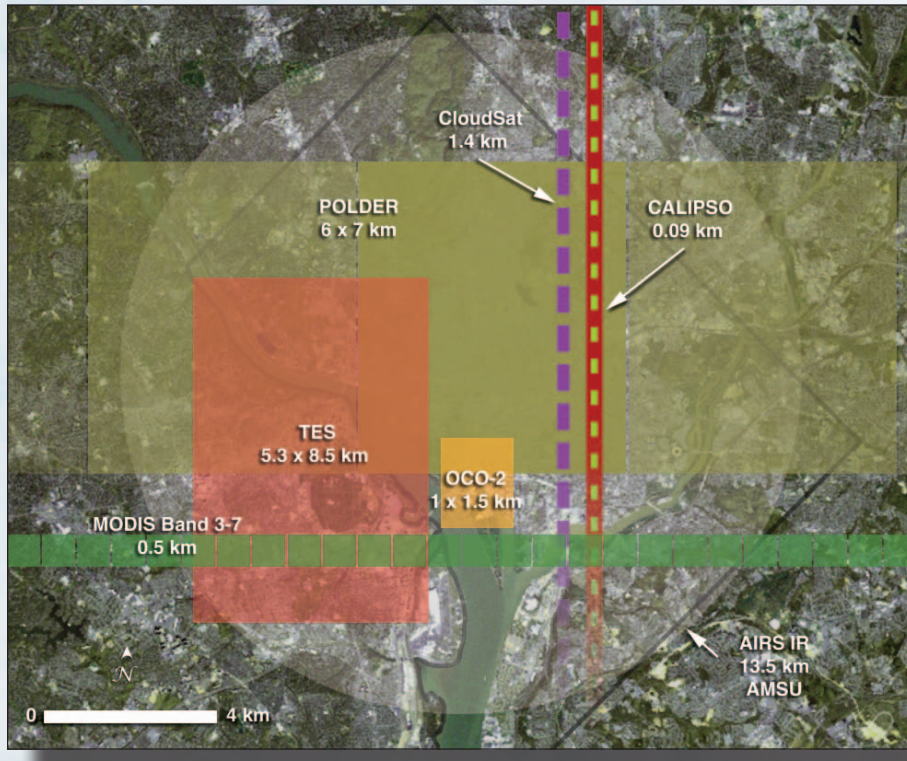 CloudSat
1.4 km
POLDER
6 x 7 km
CALIPSO
0.09 km
TES
5.3 x 8.5 km
OCO-2
1 x 1.5 km
MODIS Band 3-7
0.5 km
AIRS IR
13.5 km
AMSU
N
0 4 km